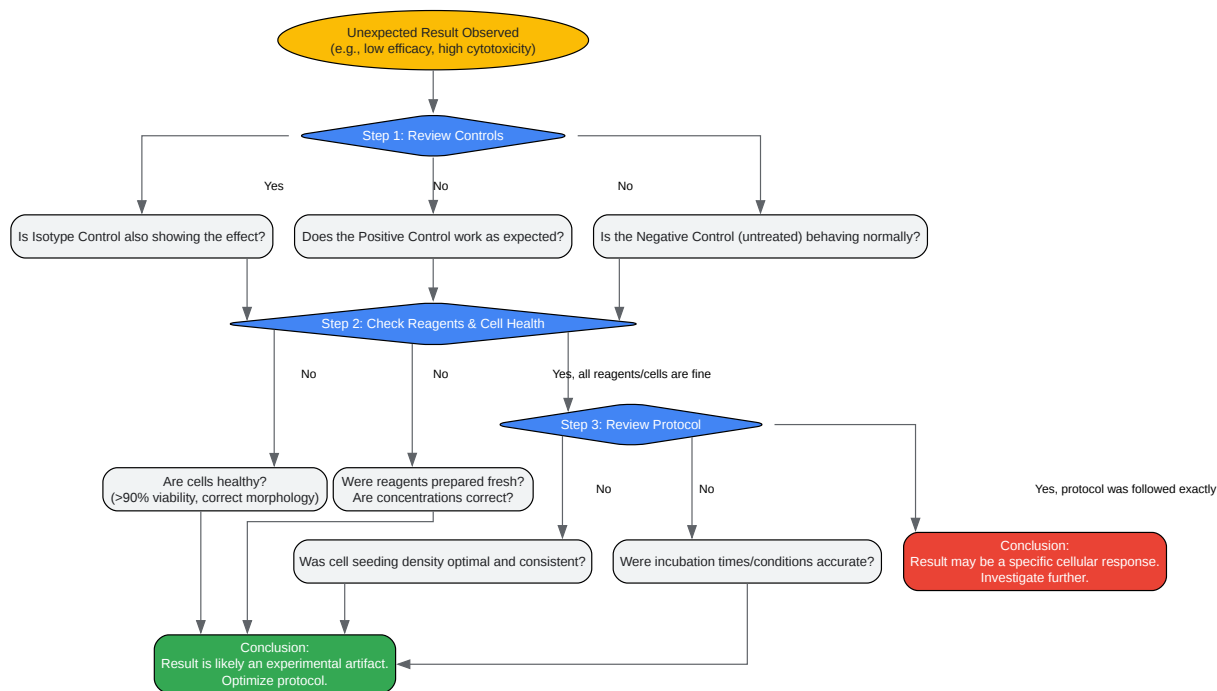 Unexpected Result Observed
(e.g., low efficacy, high cytotoxicity)
Step 1: Review Controls
Yes
No
No
Is Isotype Control also showing the effect?
Does the Positive Control work as expected?
Is the Negative Control (untreated) behaving normally?
Step 2: Check Reagents & Cell Health
No
No
Yes, all reagents/cells are fine
Step 3: Review Protocol
Are cells healthy?
(>90% viability, correct morphology)
Were reagents prepared fresh?
Are concentrations correct?
No
No
Yes, protocol was followed exactly
Was cell seeding density optimal and consistent?
Were incubation times/conditions accurate?
Conclusion:
Result may be a specific cellular response.
Investigate further.
Conclusion:
Result is likely an experimental artifact.
Optimize protocol.